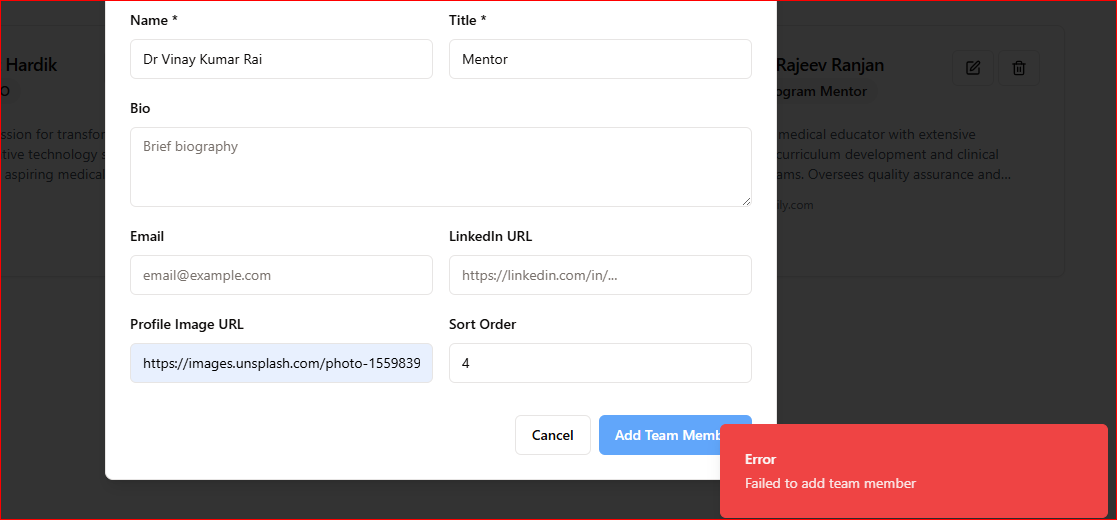 Name *
Title *
Hardik
Rajeev Ranjan
Dr Vinay Kumar Rai
Mentor
O
ogram Mentor
Bio
Brief biography
ssion for transfor
tive technology s
aspiring medical
medical educator with extensive
curriculum development and clinical
ams. Oversees quality assurance and...
ily.com
Email
LinkedIn URL
email@example.com
https://linkedin.com/in/...
Profile Image URL
Sort Order
https://images.unsplash.com/photo-1559839
4
Cancel
Add Team Memb
Error
Failed to add team member